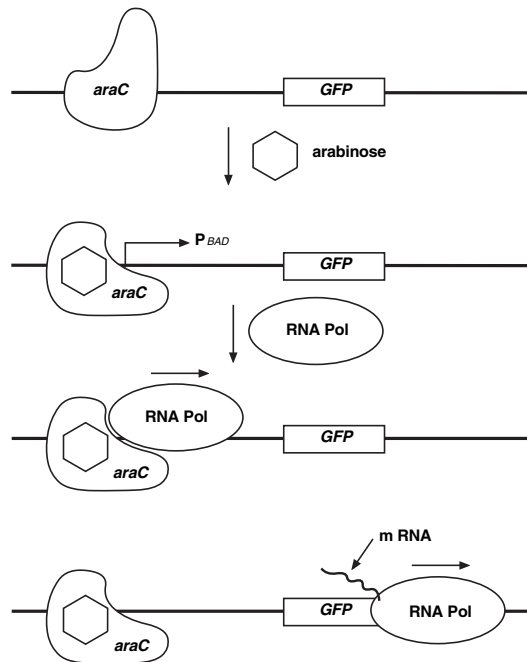 araC GFP
arabinose
P BAD
GFP
araC
RNA Pol
RNA Pol
GFP
araC
m RNA
GFP RNA Pol
araC